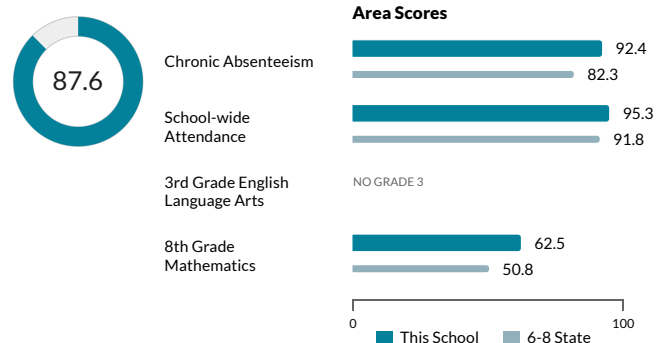 87.6
Area Scores
Chronic Absenteeism
92.4
82.3
School-wide
Attendance
95.3
91.8
3rd Grade English
Language Arts
NO GRADE 3
8th Grade
Mathematics
62.5
50.8
0
100
This School
6-8 State